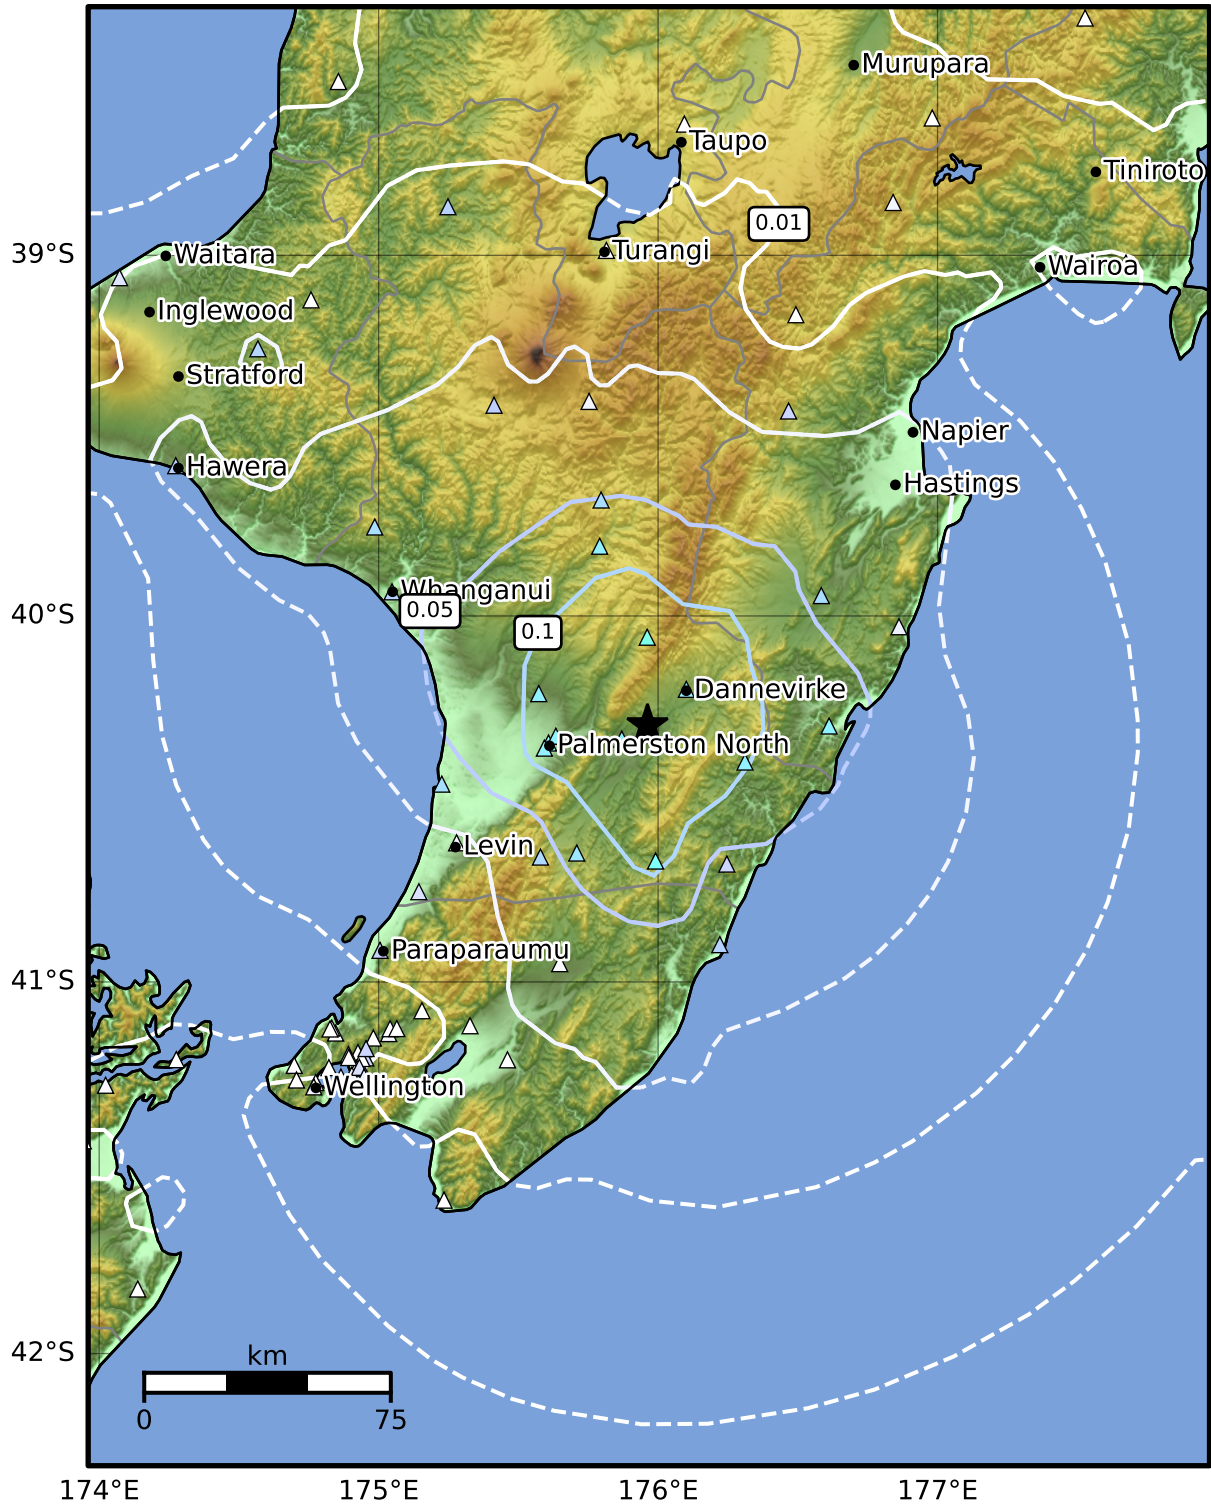 Murupara
Taupo
Tiniroto
0.01
39°S
Waitara
Turangi
Wairoa
Inglewood
Stratford
Napier
Hawera
Hastings
Whanganui
40°S
0.05
0.1
Dannevirke
Palmerston North
Levin
Paraparaumu
41°S
Wellington
42°S
km
0
75
174°E
175°E
176°E
177°E